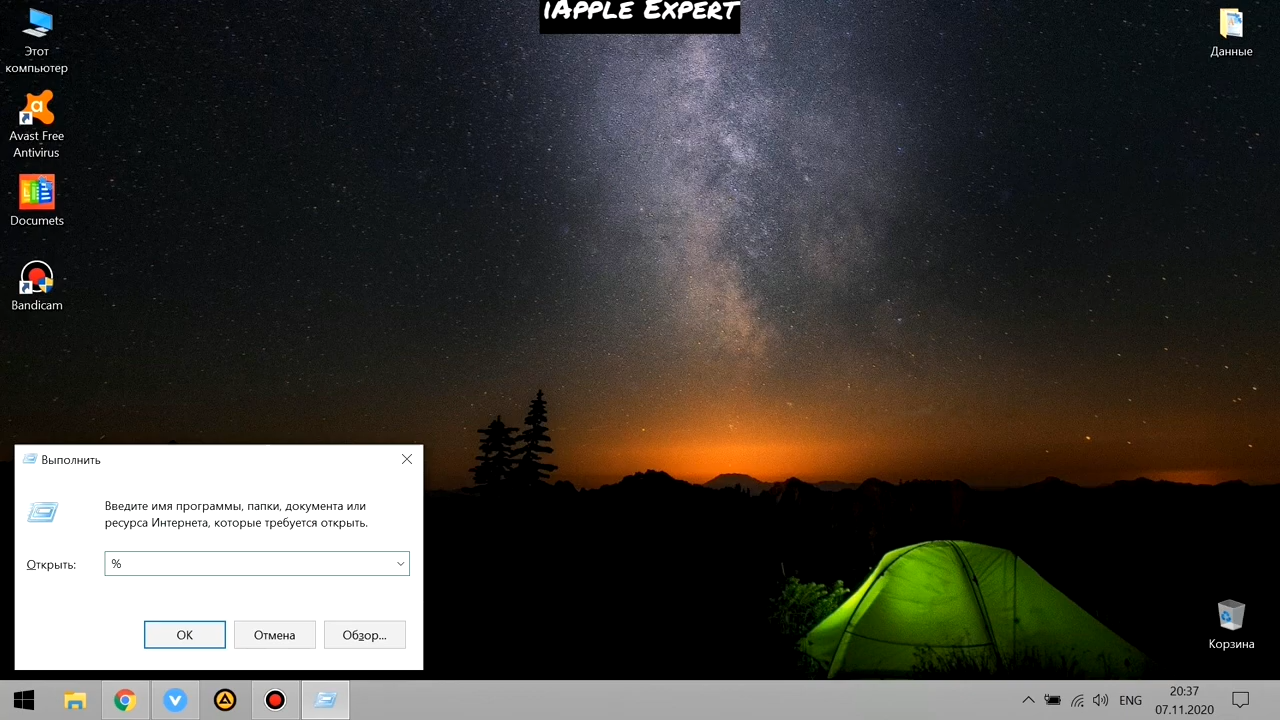 iApple Expert
Этот
компьютер
Avast Free
Antivirus
Documets
Bandicam
Данные
Выполнить
Введите имя программы, папки, документа или
ресурса Интернета, которые требуется открыть.
Открыть:
%
OK
Отмена
Обзор...
Корзина
ENG
20:37
07.11.2020